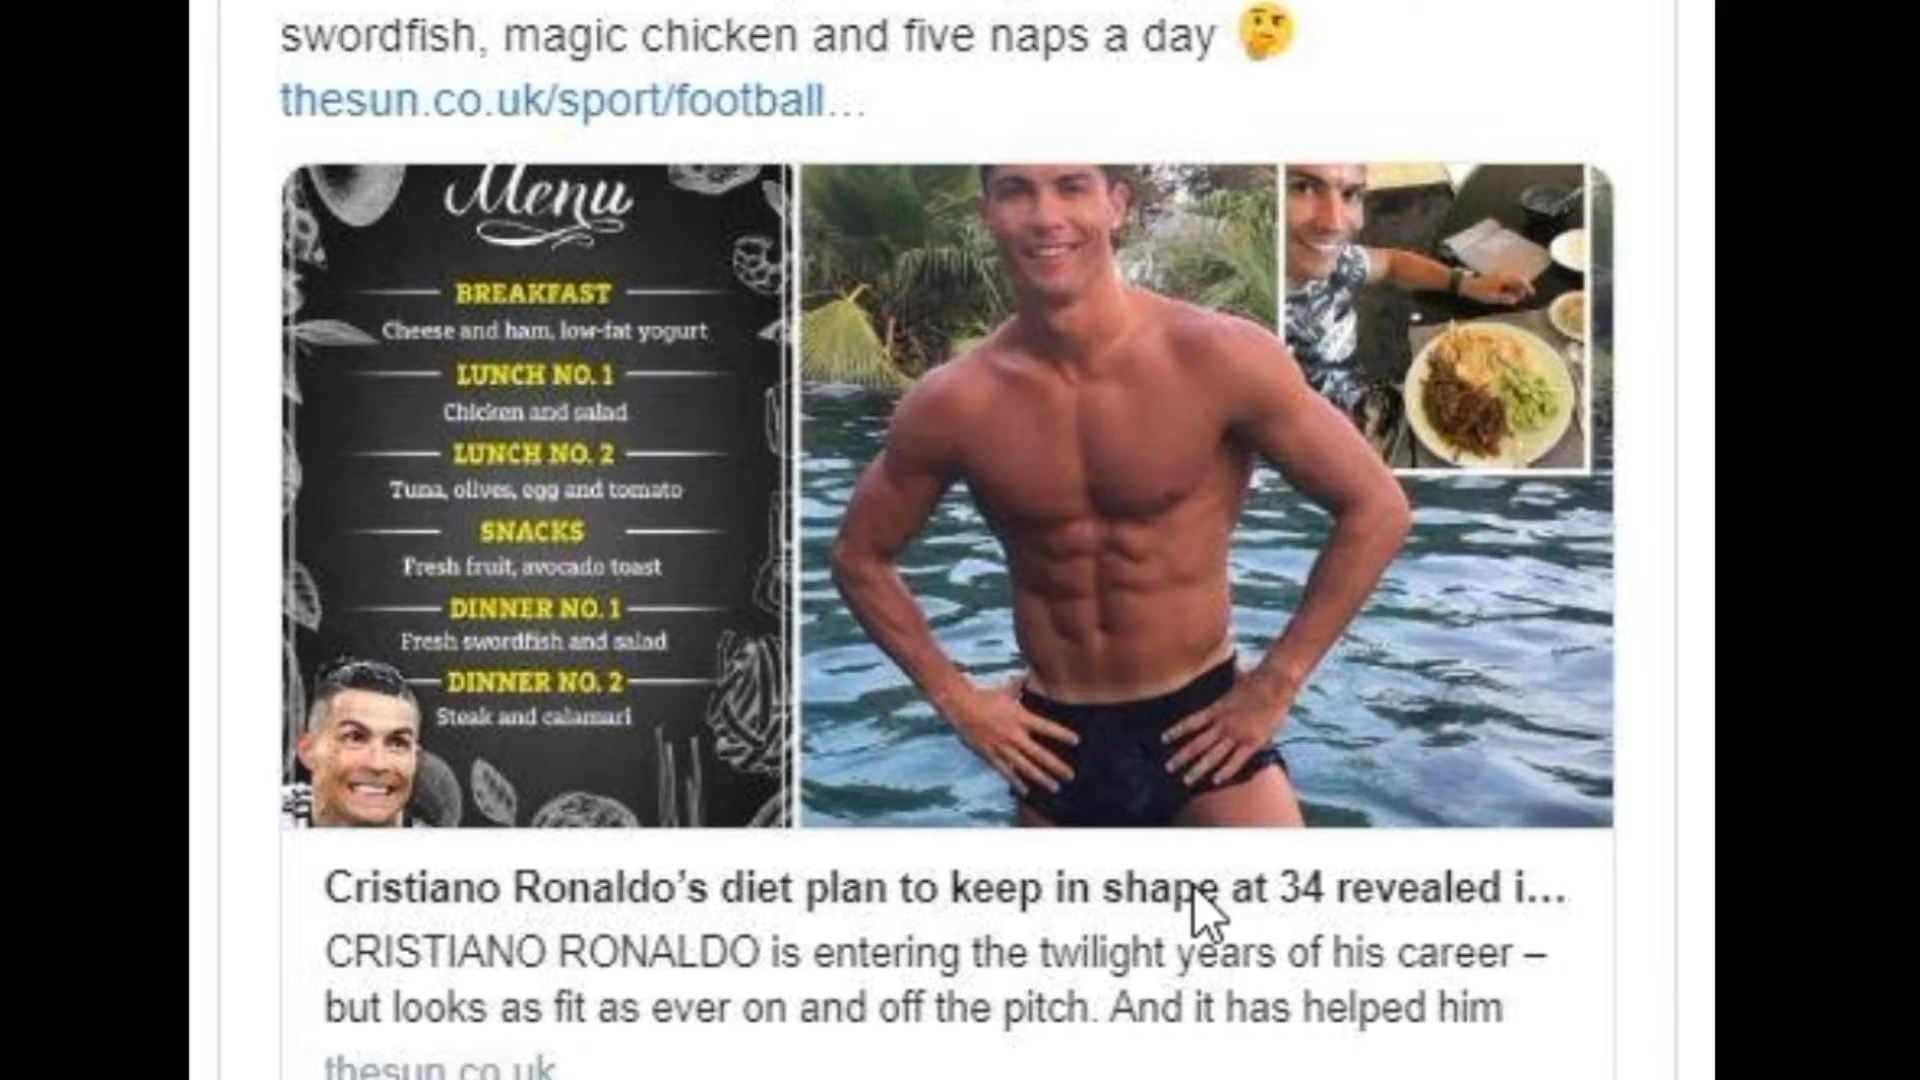 swordfish, magic chicken and five naps a day
thesun.co.uk/sport/football...
Menu
BREAKFAST
Cheese and ham, low-fat yogurt
LUNCH NO. 1
Chicken and salad
LUNCH NO. 2
Tuna, olives, egg and tomato
SNACKS
Fresh fruit, avocado toast
DINNER NO. 1
Fresh swordfish and salad
DINNER NO. 2
Steak and calamari
Cristiano Ronaldo's diet plan to keep in shape at 34 revealed i...
CRISTIANO RONALDO is entering the twilight years of his career –
but looks as fit as ever on and off the pitch. And it has helped him
thesun.co.uk